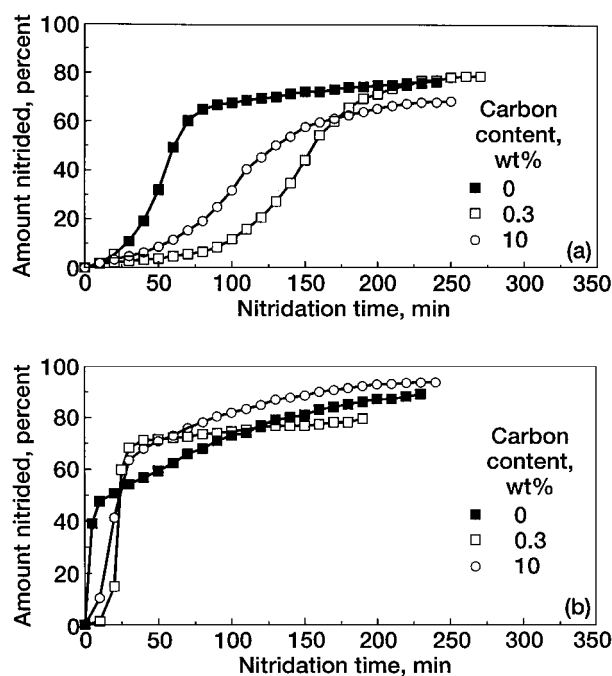 Amount nitrided, percent
100
80
60
40
20
0
0
50
100
150
200
250
300
350
Nitridation time, min
Carbon
content,
wt%
0
0.3
10
(a)
Amount nitrided, percent
100
80
60
40
20
0
0
50
100
150
200
250
300
350
Nitridation time, min
Carbon
content,
wt%
0
0.3
10
(b)